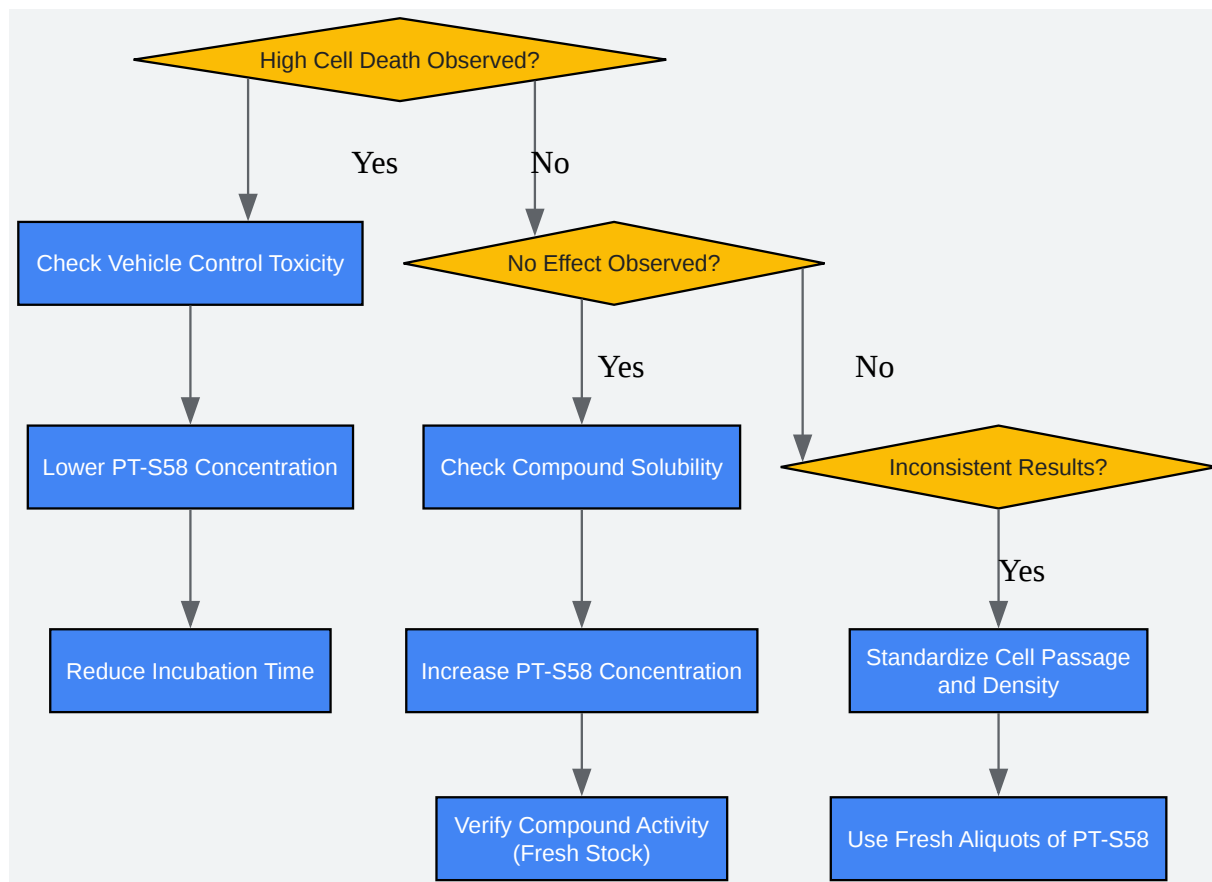 High Cell Death Observed?
Yes
No
Check Vehicle Control Toxicity
No Effect Observed?
Yes
No
Lower PT-S58 Concentration
Check Compound Solubility
Inconsistent Results?
Yes
Reduce Incubation Time
Increase PT-S58 Concentration
Standardize Cell Passage
and Density
Verify Compound Activity
(Fresh Stock)
Use Fresh Aliquots of PT-S58